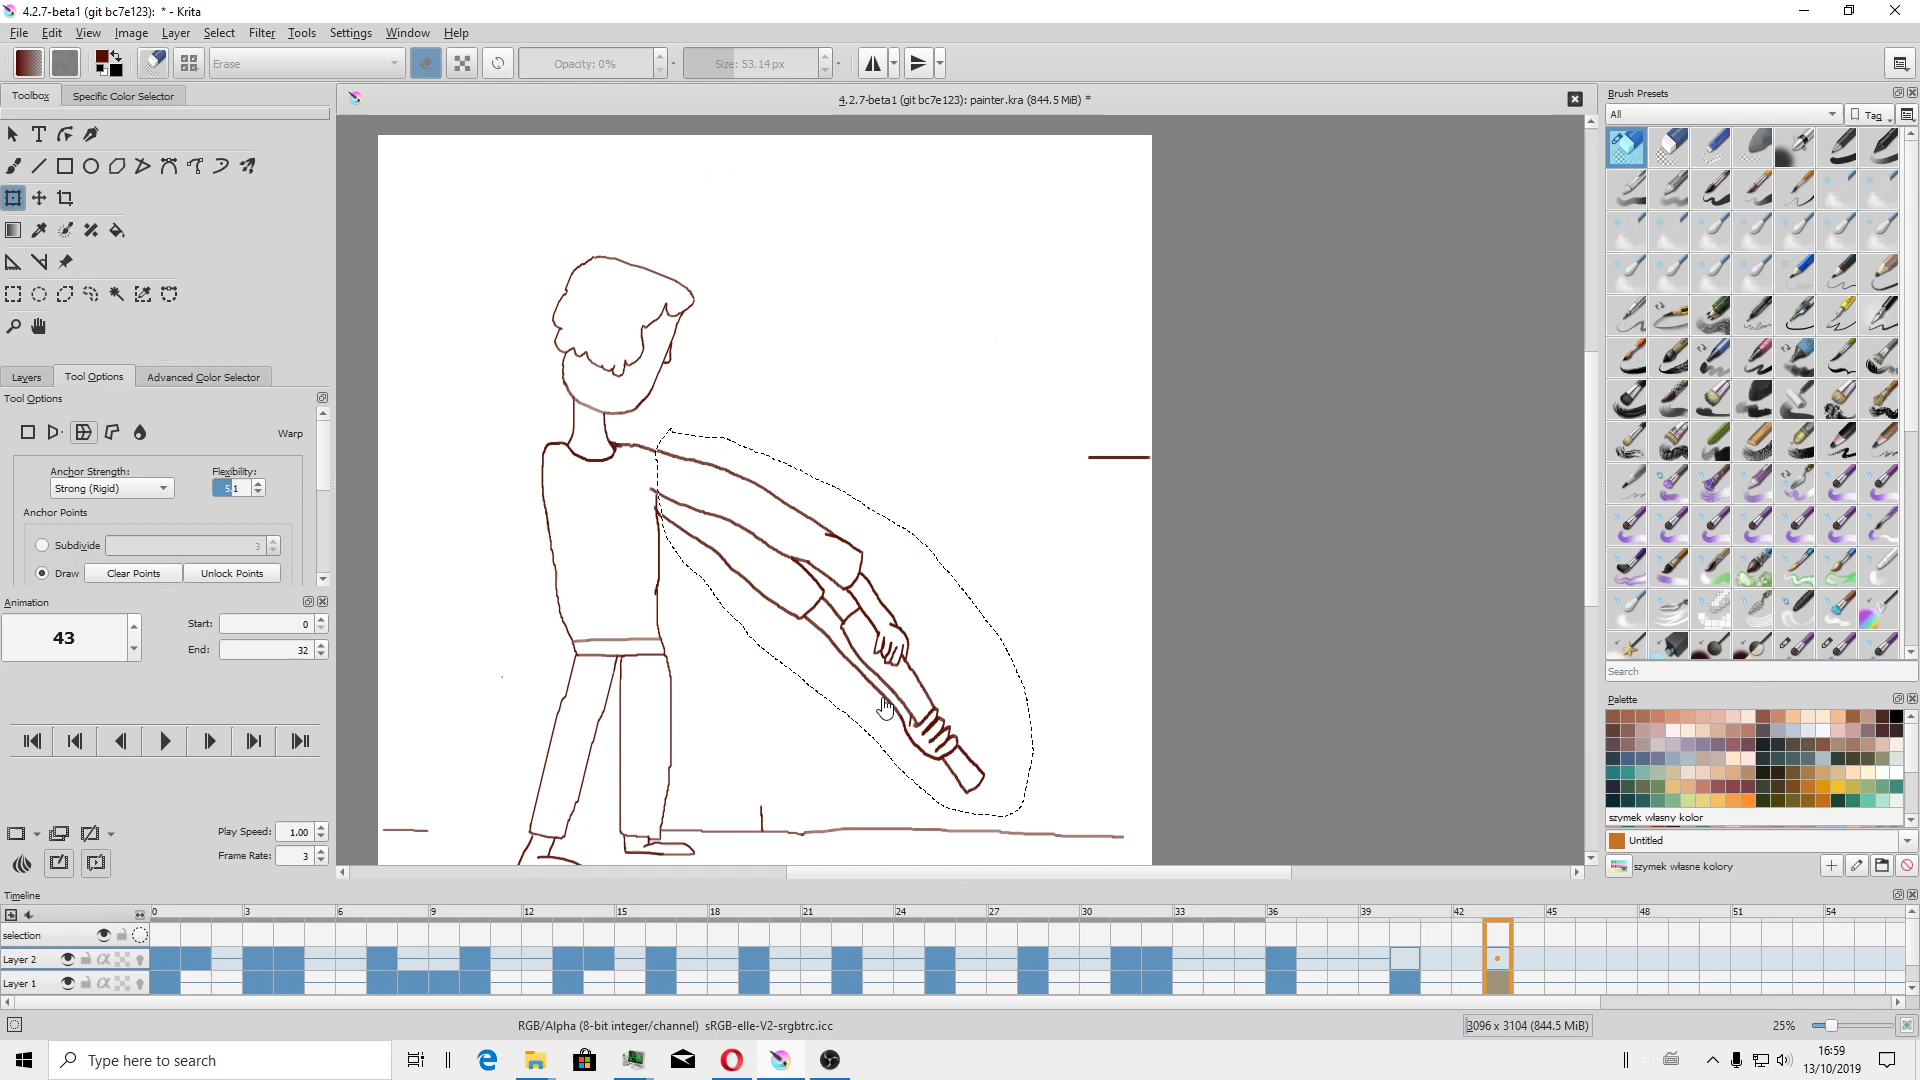 4.2.7-beta1 (git bc7e123):  * - Krita
File Edit View Image Layer Select Filter Tools Settings Window Help
Erase
Opacity: 0%
Size: 53.14 px
Toolbox
Specific Color Selector
4.2.7-beta1 (git bc7e123): painter.kra (844.5 MiB) *
Brush Presets
All
Tag
Layers
Tool Options
Advanced Color Selector
Tool Options
Warp
Anchor Strength:
Flexibility:
Strong (Rigid)
5,1
Anchor Points
Subdivide
3
Draw
Clear Points
Unlock Points
Animation
43
Start:
0
End:
32
Play Speed:
1.00
Frame Rate:
3
Search
Palette
szymek własny kolor
Untitled
szymek własne kolory
Timeline
0 3 6 9 12 15 18 21 24 27 30 33 36 39 42 45 48 51 54
selection
Layer 2
Layer 1
RGB/Alpha (8-bit integer/channel)  sRGB-elle-V2-srgbtrc.icc
3096 x 3104 (844.5 MiB)
25%
Type here to search
16:59
13/10/2019